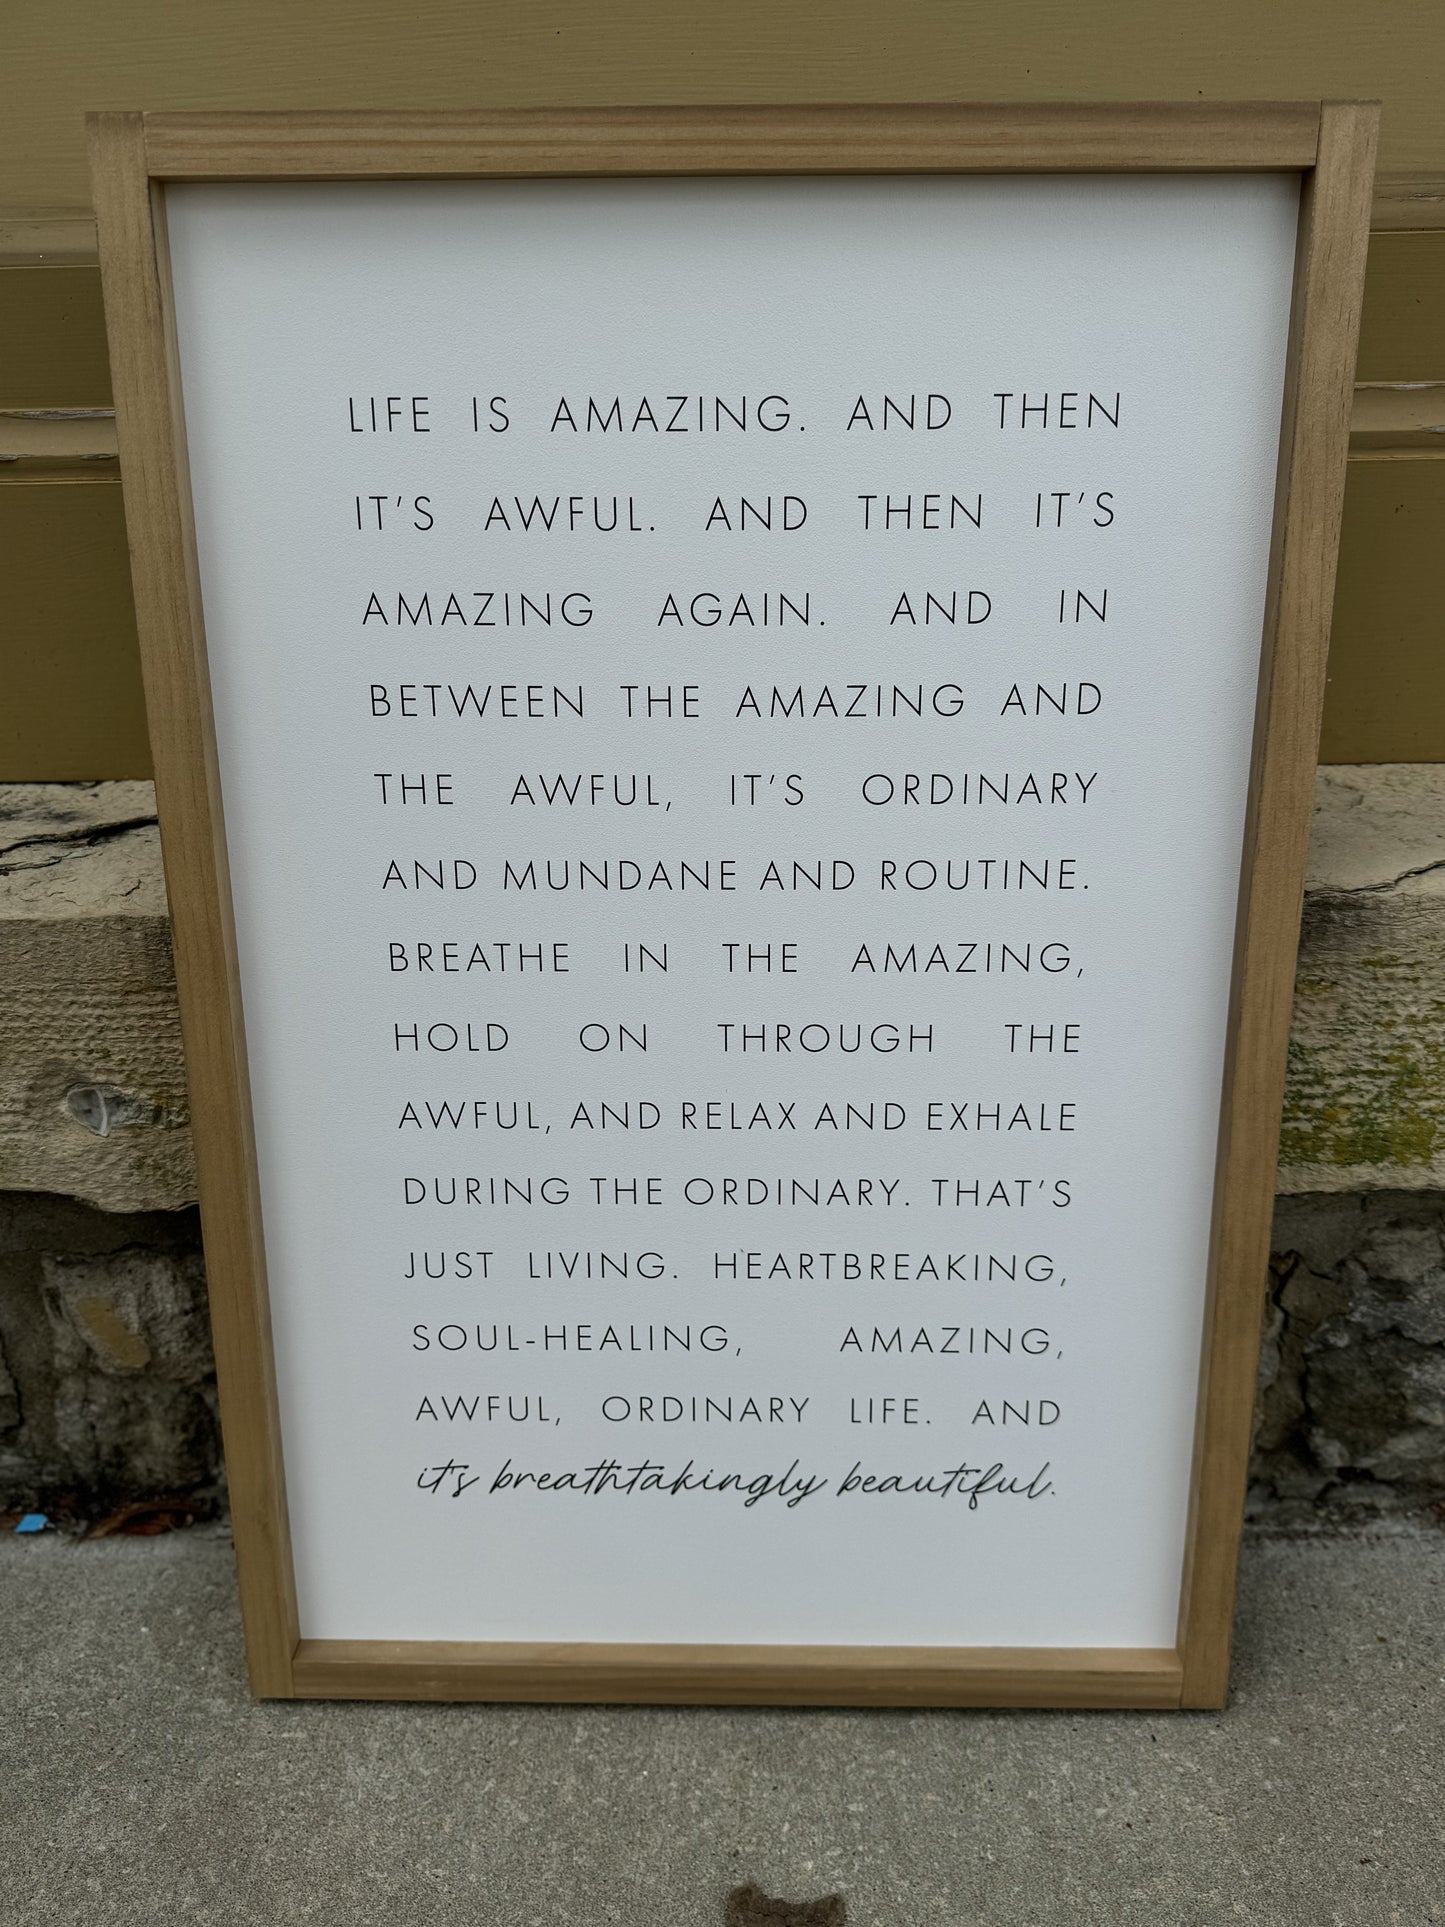 LIFE IS AMAZING. AND THEN
IT'S AWFUL. AND THEN IT'S
AMAZING AGAIN. AND IN
BETWEEN THE AMAZING AND
THE AWFUL, IT'S ORDINARY
AND MUNDANE AND ROUTINE.
BREATHE IN THE AMAZING,
HOLD ON THROUGH THE
AWFUL, AND RELAX AND EXHALE
DURING THE ORDINARY. THAT'S
JUST LIVING. HEARTBREAKING,
SOUL-HEALING, AMAZING,
AWFUL, ORDINARY LIFE. AND
it's breathtakingly beautiful.